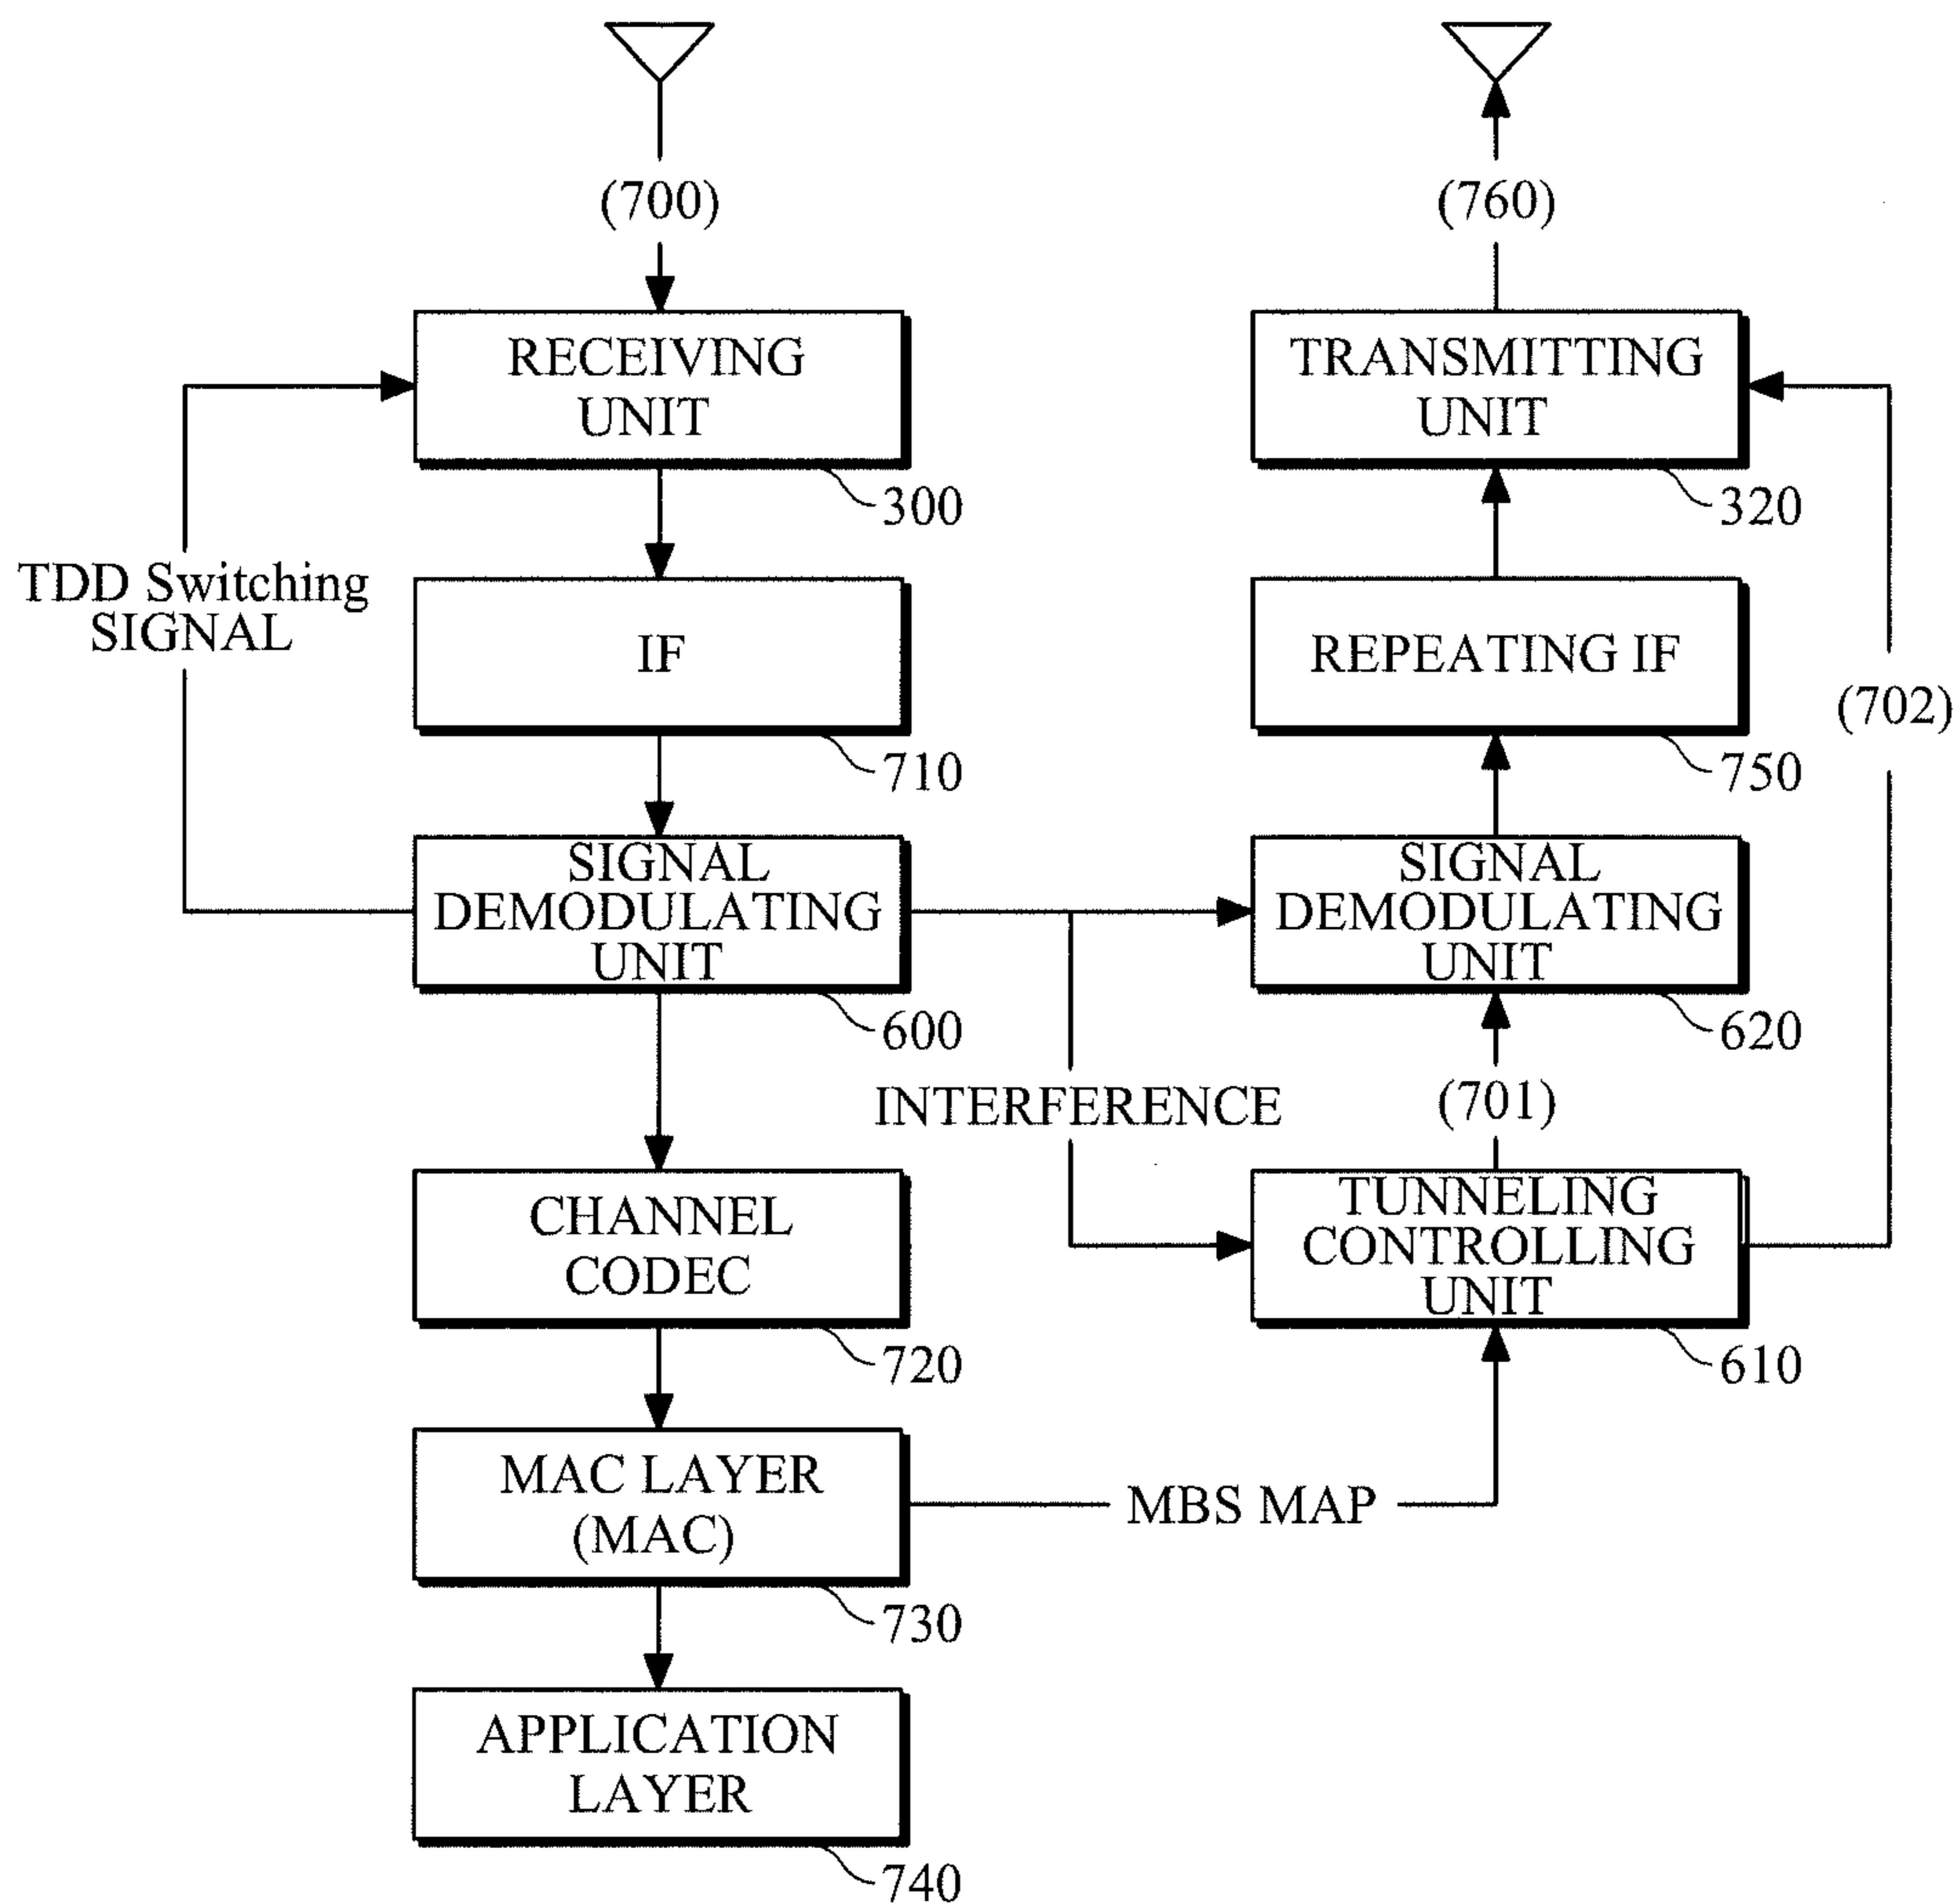 (700)
(760)
RECEIVING
UNIT
300
TRANSMITTING
UNIT
320
TDD Switching
SIGNAL
IF
710
REPEATING IF
750
(702)
SIGNAL
DEMODULATING
UNIT
600
SIGNAL
DEMODULATING
UNIT
620
INTERFERENCE
(701)
CHANNEL
CODEC
720
TUNNELING
CONTROLLING
UNIT
610
MAC LAYER
(MAC)
730
MBS MAP
APPLICATION
LAYER
740